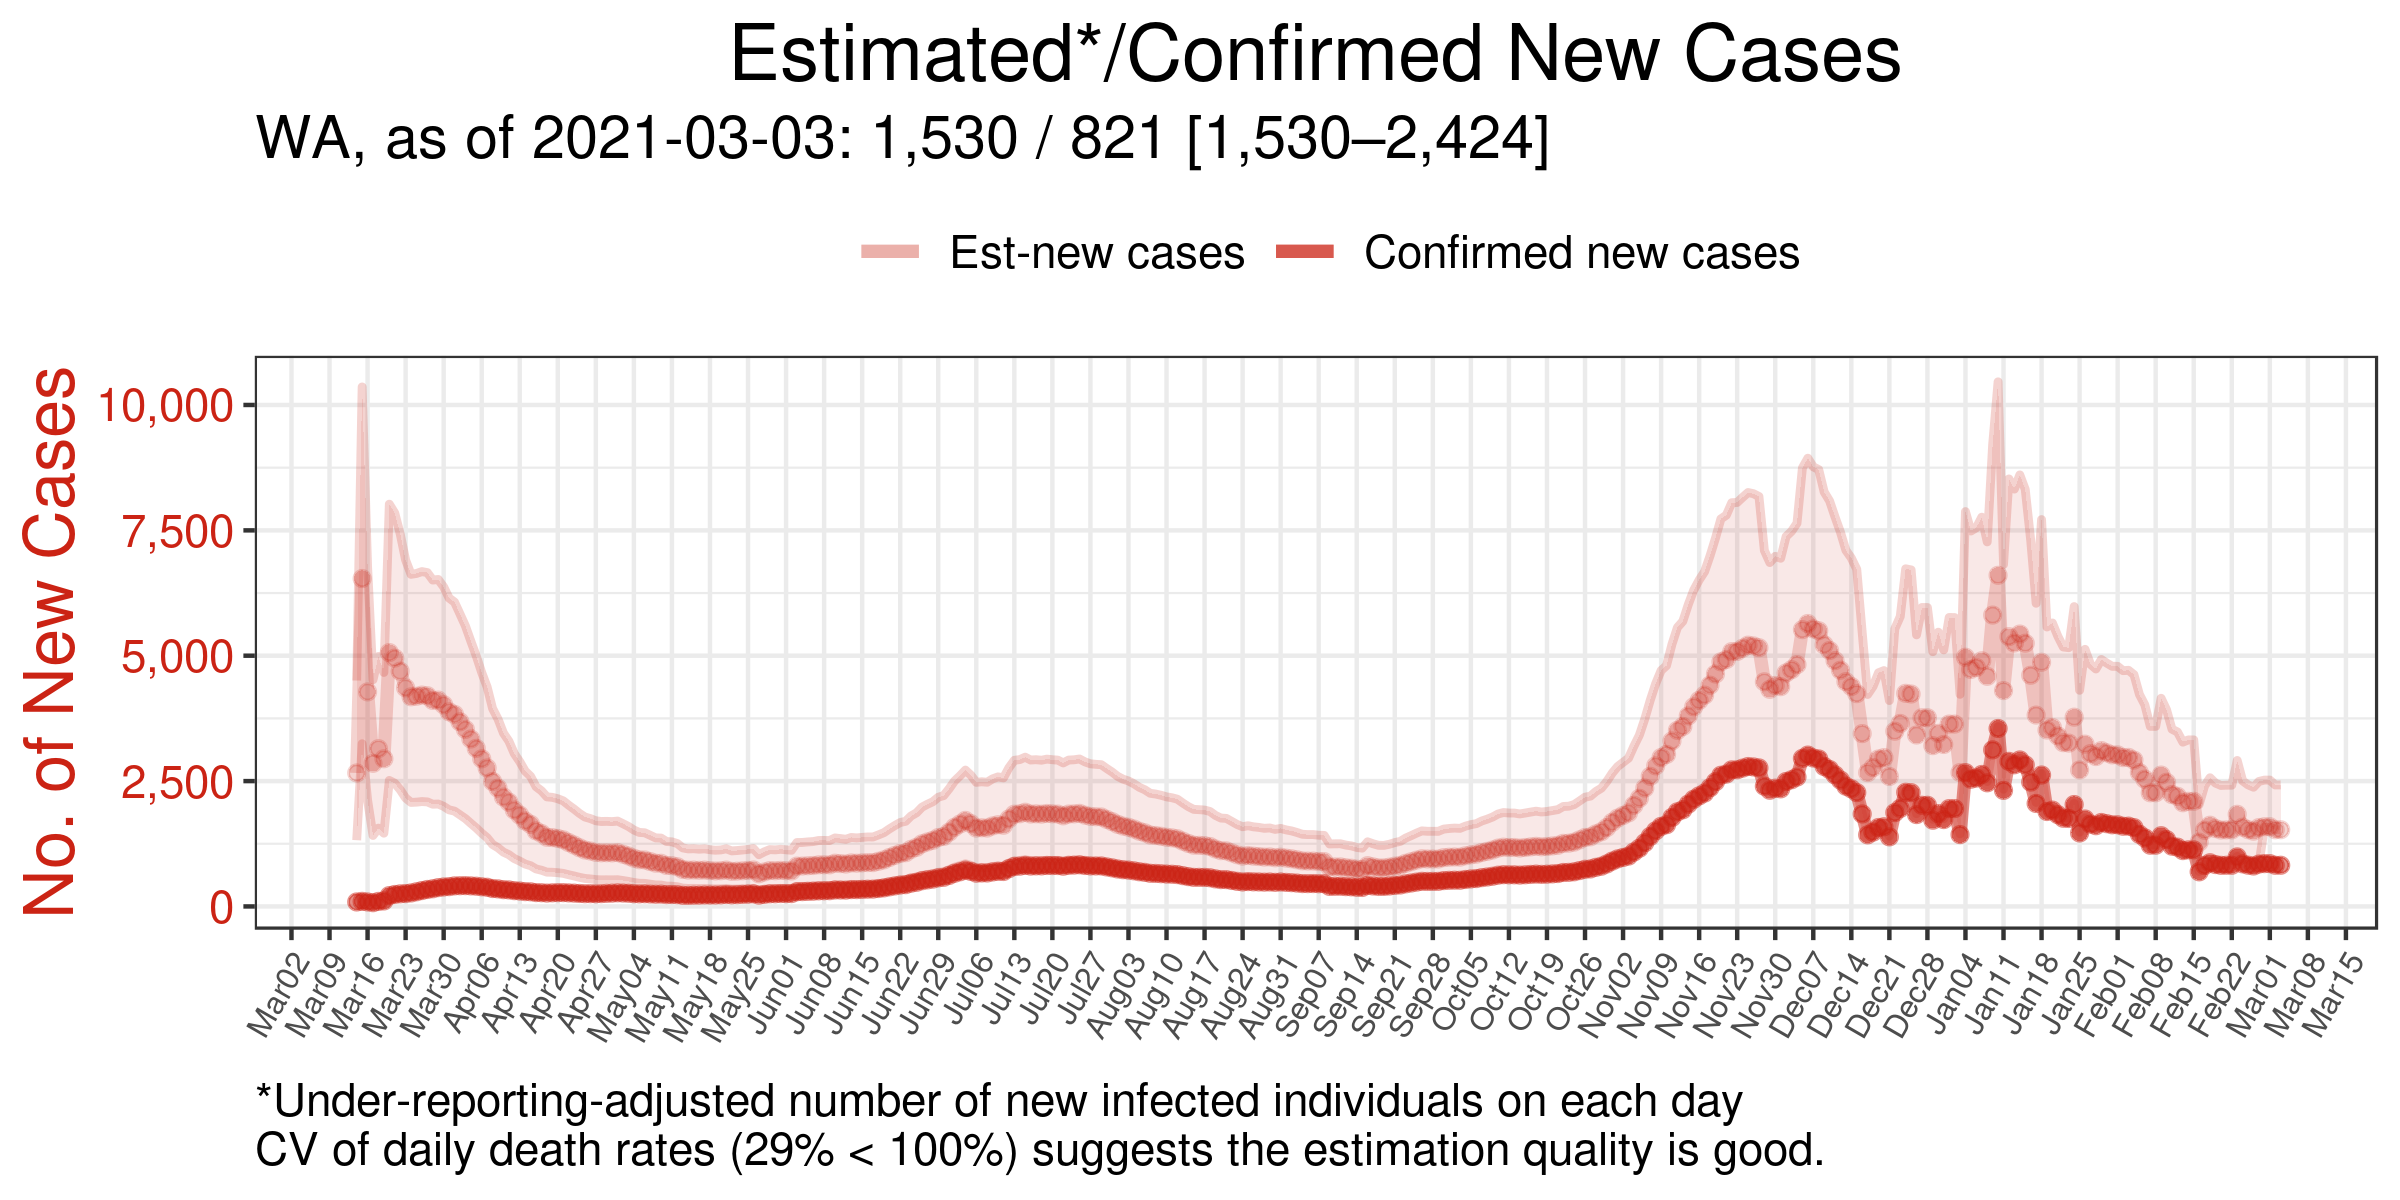 Estimated*/Confirmed New Cases
WA, as of 2021-03-03: 1,530 / 821 [1,530–2,424]
Est-new cases
Confirmed new cases
No. of New Cases
10,000
7,500
5,000
2,500
0
Mar02
Mar09
Mar16
Mar23
Mar30
Apr06
Apr13
Apr20
Apr27
May04
May11
May18
May25
Jun01
Jun08
Jun15
Jun22
Jun29
Jul06
Jul13
Jul20
Jul27
Aug03
Aug10
Aug17
Aug24
Aug31
Sep07
Sep14
Sep21
Sep28
Oct05
Oct12
Oct19
Oct26
Nov02
Nov09
Nov16
Nov23
Nov30
Dec07
Dec14
Dec21
Dec28
Jan04
Jan11
Jan18
Jan25
Feb01
Feb08
Feb15
Feb22
Mar01
Mar08
Mar15
*Under-reporting-adjusted number of new infected individuals on each day
CV of daily death rates (29% < 100%) suggests the estimation quality is good.